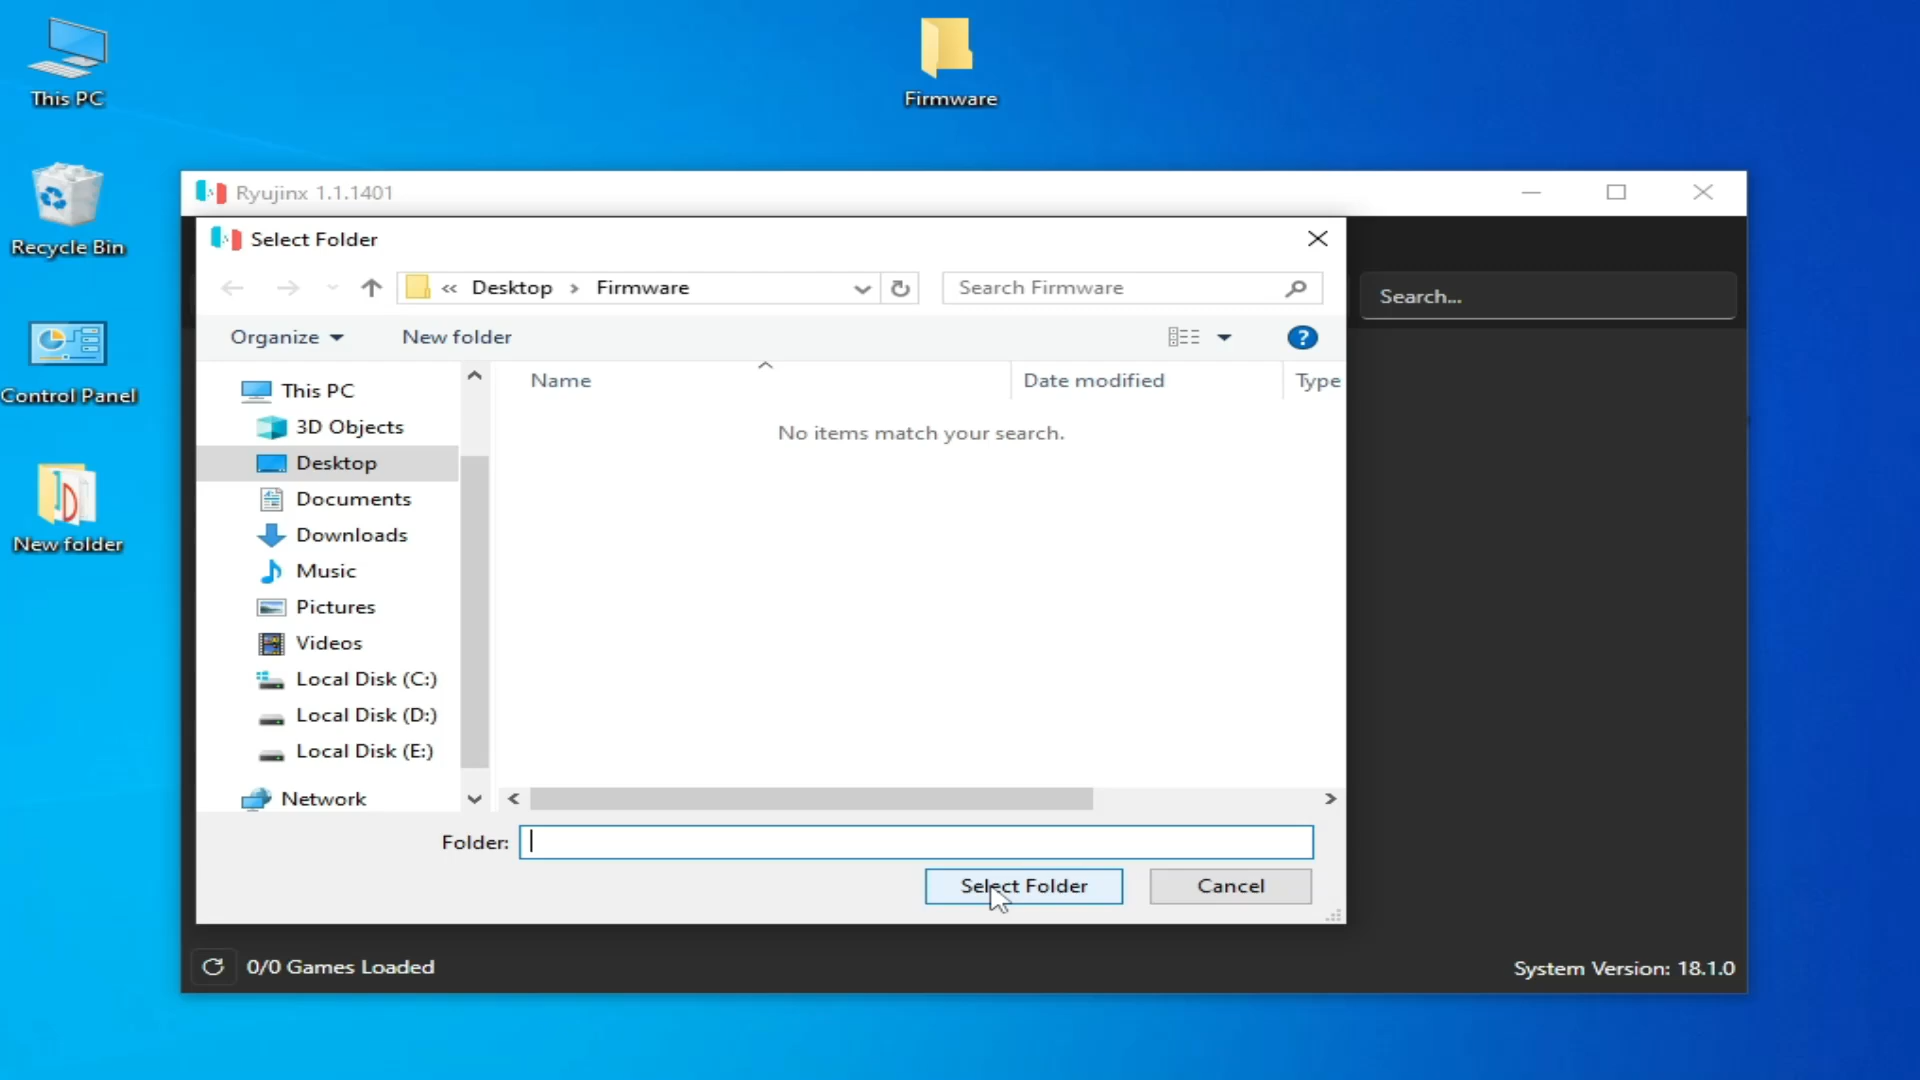 This PC
Firmware
Recycle Bin
Control Panel
New folder
Ryujinx 1.1.1401
Select Folder
« Desktop > Firmware
Search Firmware
Search...
Organize
New folder
?
Name
Date modified
Type
No items match your search.
This PC
3D Objects
Desktop
Documents
Downloads
Music
Pictures
Videos
Local Disk (C:)
Local Disk (D:)
Local Disk (E:)
Network
Folder:
Select Folder
Cancel
0/0 Games Loaded
System Version: 18.1.0